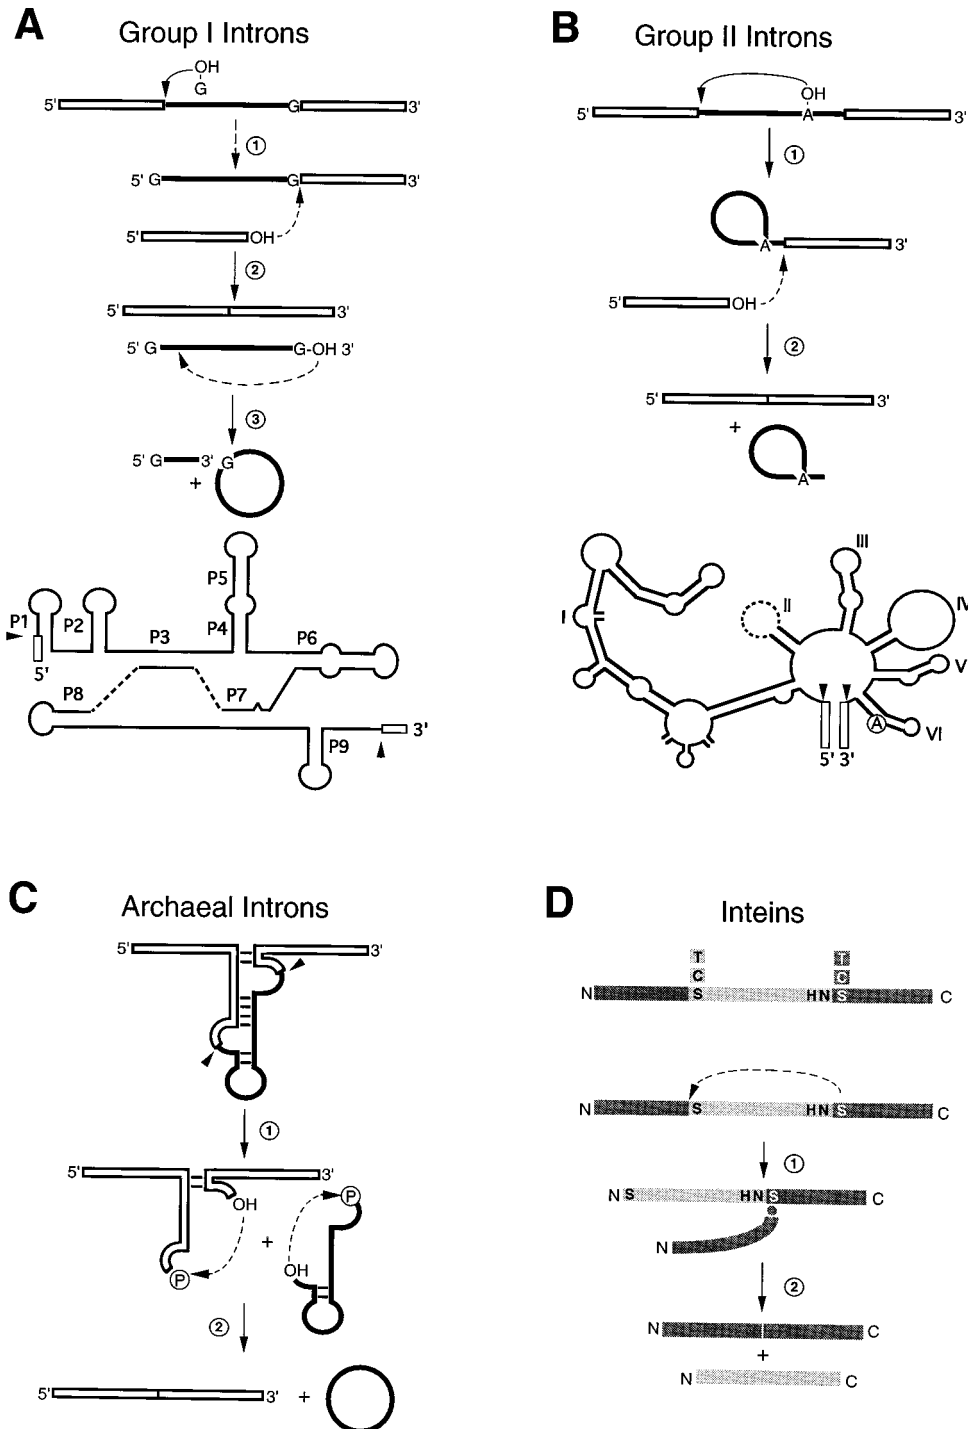 A
Group I Introns
OH
G
5' G 3'
1
5' G G 3'
5' OH
2
5' 3'
5' G G-OH 3'
3
5' G 3' G
+
P5
P1 P2 P3 P4 P6
5'
P8 P7
3'
P9
B
Group II Introns
OH
5' A 3'
1
A 3'
5' OH
2
5' 3'
+
A
III
I II IV
V
A
VI
5' 3'
C
Archaeal Introns
5' 3'
1
5' 3'
OH P
+
P OH
2
5' 3'
+
D
Inteins
T T
C C
N S HN S C
N S HN S C
1
N S HN S C
N
2
N C
+
N C